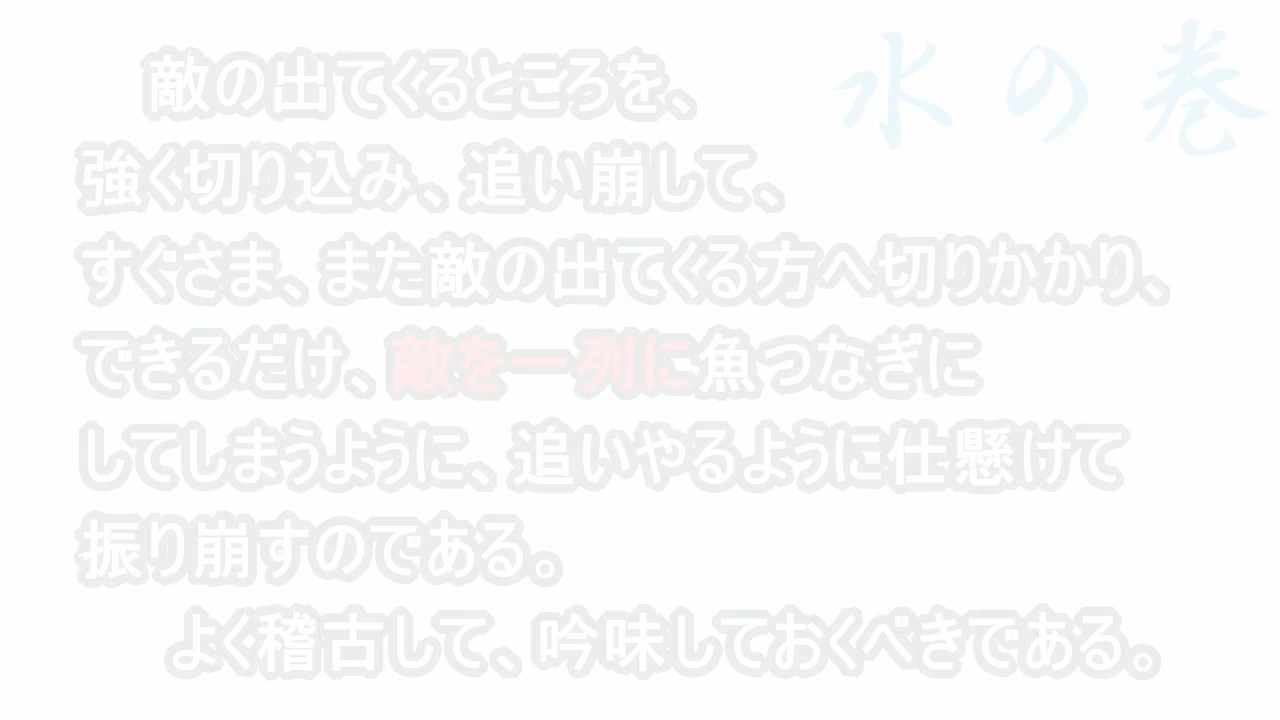 水の巻
敵の出てくるところを、
強く切り込み、追い崩して、
すぐさま、また敵の出てくる方へ切りかかり、
できるだけ、敵を一列に魚つなぎに
してしまうように、追いやるように仕懸けて
振り崩すのである。
よく稽古して、吟味しておくべきである。